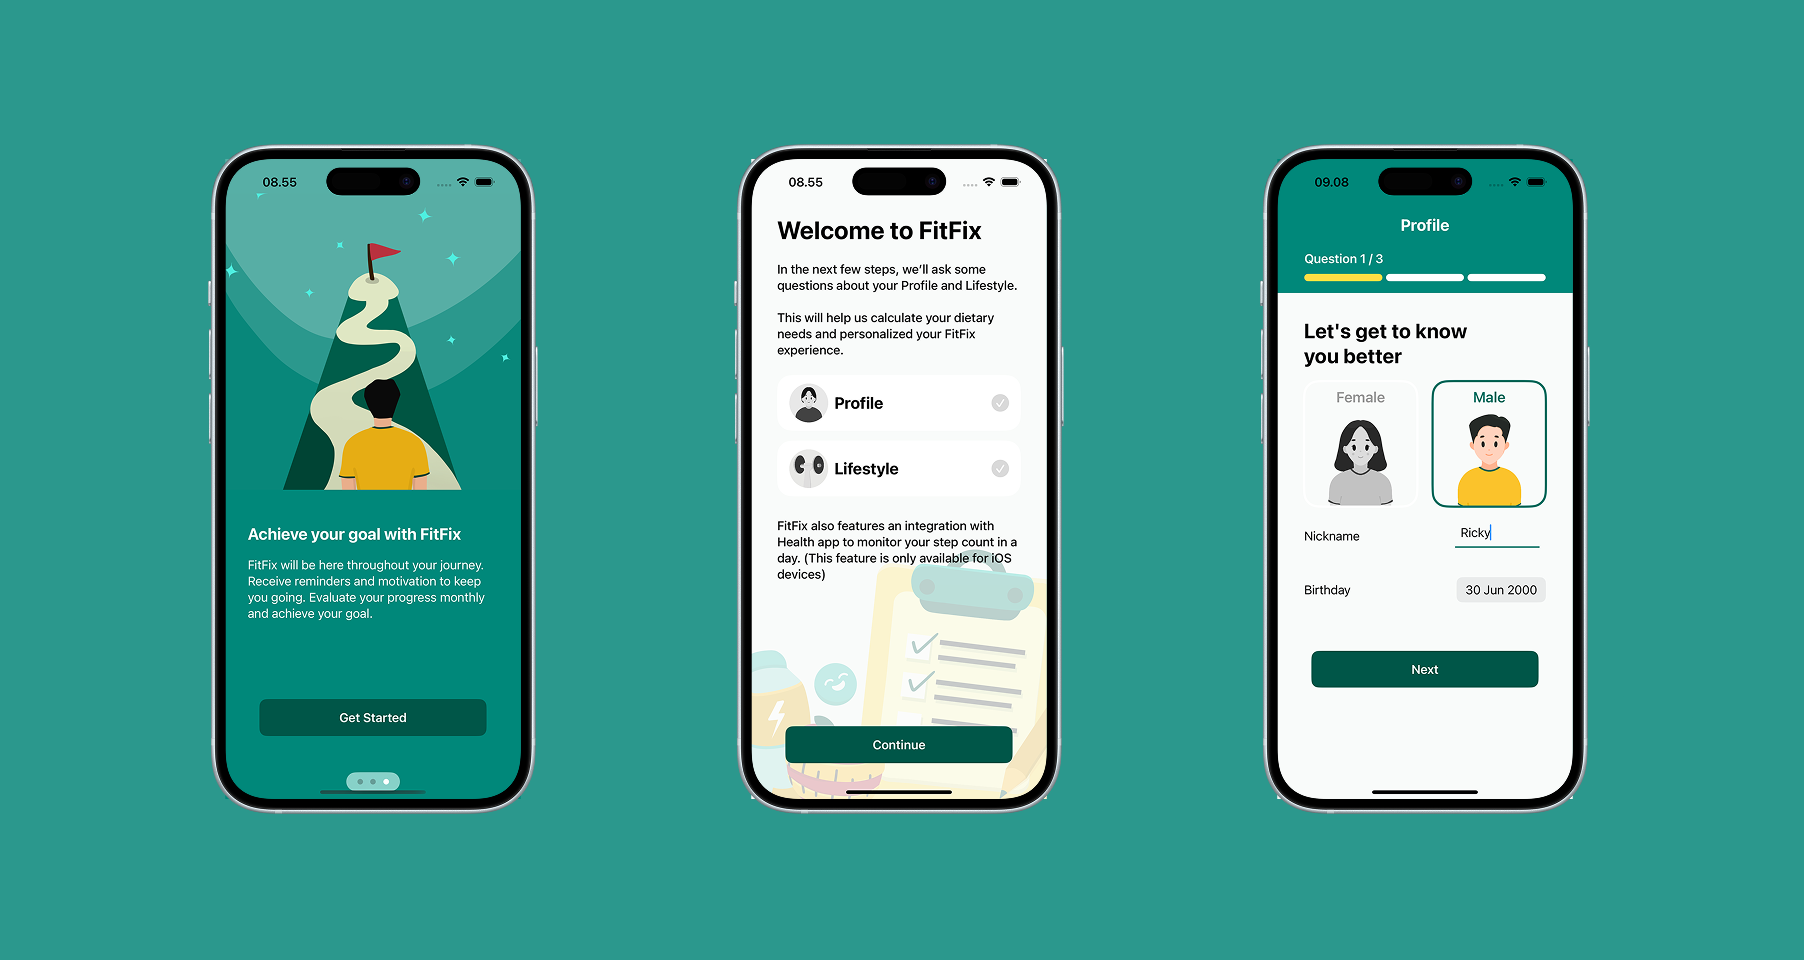 08.55
Achieve your goal with FitFix
FitFix will be here throughout your journey.
Receive reminders and motivation to keep
you going. Evaluate your progress monthly
and achieve your goal.
Get Started
08.55
Welcome to FitFix
In the next few steps, we'll ask some
questions about your Profile and Lifestyle.
This will help us calculate your dietary
needs and personalized your FitFix
experience.
Profile
Lifestyle
FitFix also features an integration with
Health app to monitor your step count in a
day. (This feature is only available for iOS
devices)
Continue
09.08
Profile
Question 1 / 3
Let's get to know
you better
Female
Male
Nickname
Ricky
Birthday
30 Jun 2000
Next